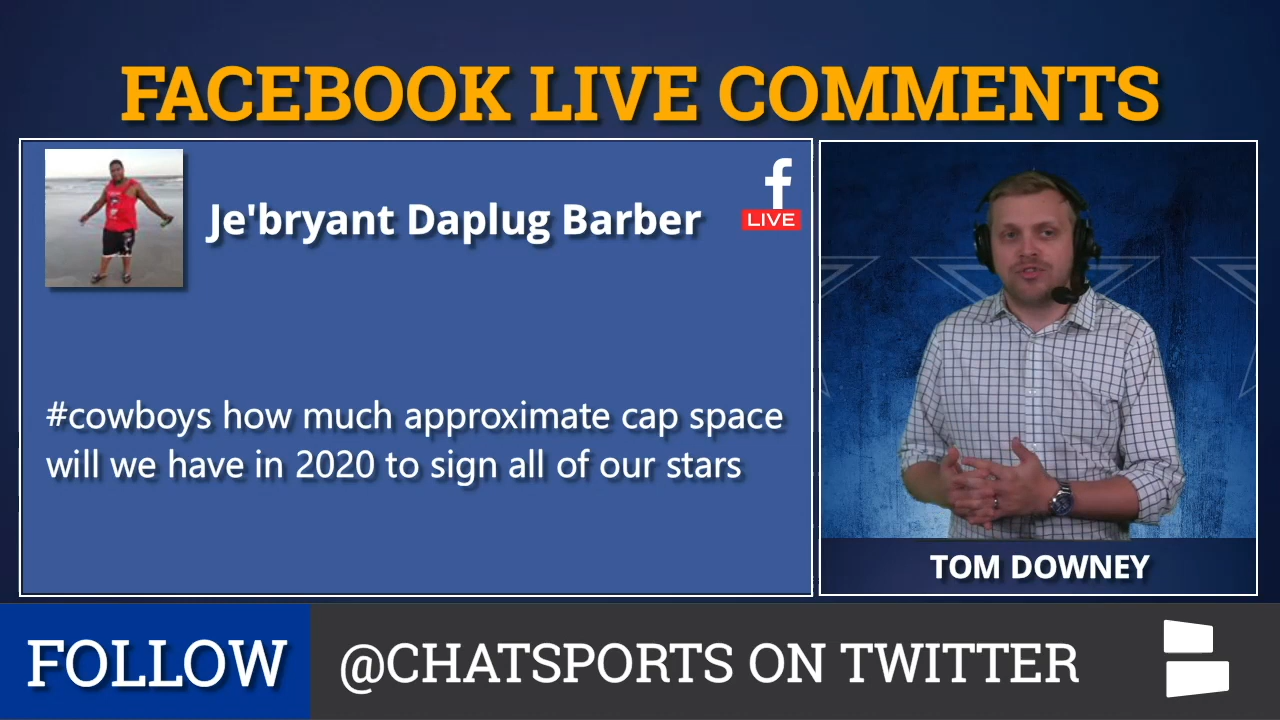 FACEBOOK LIVE COMMENTS
Je'bryant Daplug Barber
f
LIVE
#cowboys how much approximate cap space
will we have in 2020 to sign all of our stars
TOM DOWNEY
FOLLOW
@CHATSPORTS ON TWITTER